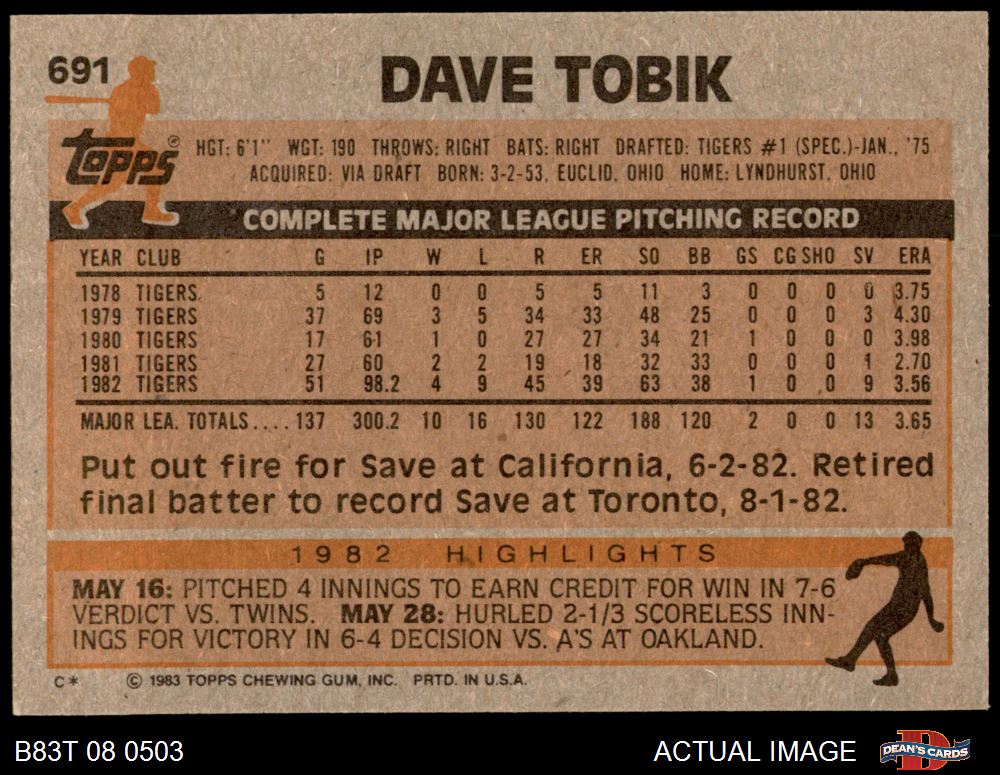 691 DAVE TOBIK
Topps ® HGT: 6'1" WGT: 190 THROWS: RIGHT BATS: RIGHT DRAFTED: TIGERS #1 (SPEC.)-JAN., '75
ACQUIRED: VIA DRAFT BORN: 3-2-53, EUCLID, OHIO HOME: LYNDHURST, OHIO
COMPLETE MAJOR LEAGUE PITCHING RECORD
YEAR CLUB G IP W L R ER SO BB GS CG SHO SV ERA
1978 TIGERS 5 12 0 0 5 5 11 3 0 0 0 0 3.75
1979 TIGERS 37 69 3 5 34 33 48 25 0 0 0 3 4.30
1980 TIGERS 17 61 1 0 27 27 34 21 1 0 0 0 3.98
1981 TIGERS 27 60 2 2 19 18 32 33 0 0 0 1 2.70
1982 TIGERS 51 98.2 4 9 45 39 63 38 1 0 0 9 3.56
MAJOR LEA. TOTALS.... 137 300.2 10 16 130 122 188 120 2 0 0 13 3.65
Put out fire for Save at California, 6-2-82. Retired
final batter to record Save at Toronto, 8-1-82.
1982 HIGHLIGHTS
MAY 16: PITCHED 4 INNINGS TO EARN CREDIT FOR WIN IN 7-6
VERDICT VS. TWINS. MAY 28: HURLED 2-1/3 SCORELESS INN-
INGS FOR VICTORY IN 6-4 DECISION VS. A'S AT OAKLAND.
C* © 1983 TOPPS CHEWING GUM, INC. PRTD. IN U.S.A.
B83T 08 0503 ACTUAL IMAGE D DEAN'S CARDS